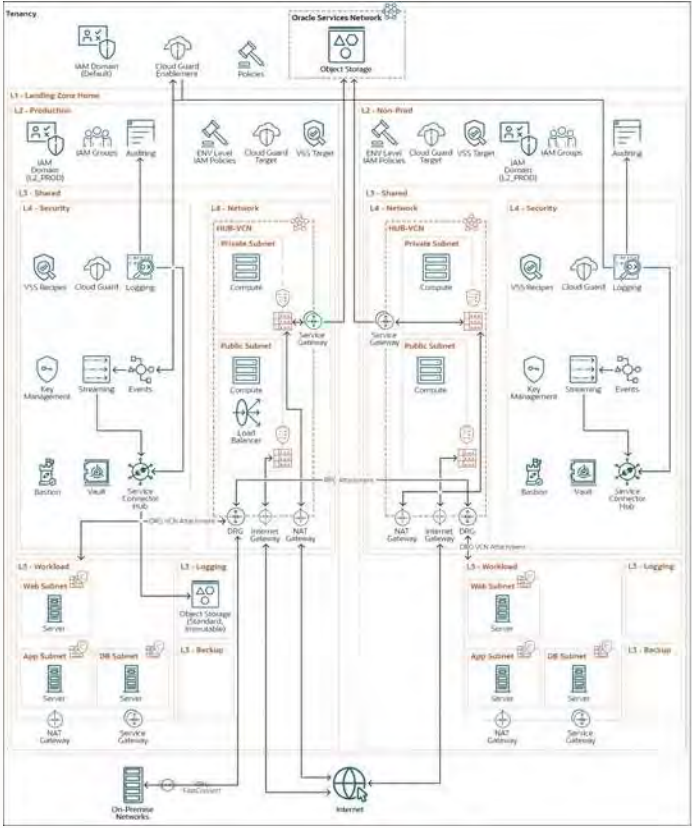 Tenancy
Oracle Services Network
Object Storage
IAM Domain
(Default)
Cloud Guard
Enablement
Policies
L1 - Landing Zone Home
L2 - Production
IAM
Domain
(L2_PROD)
IAM Groups
Auditing
ENV Level
IAM Policies
Cloud Guard
Target
VSS Target
L2 - Non-Prod
ENV Level
IAM Policies
Cloud Guard
Target
VSS Target
IAM
Domain
(L2_PROD)
IAM Groups
Auditing
L3 - Shared
L4 - Security
VSS Recipes
Cloud Guard
Logging
Key
Management
Streaming
Events
Bastion
Vault
Service
Connector
Hub
L4 - Network
HUB-VCN
Private Subnet
Compute
Service
Gateway
Public Subnet
Compute
Load
Balancer
DRG
Internet
Gateway
NAT
Gateway
L3 - Shared
L4 - Network
HUB-VCN
Private Subnet
Compute
Service
Gateway
Public Subnet
Compute
NAT
Gateway
Internet
Gateway
DRG
L4 - Security
VSS Recipes
Cloud Guard
Logging
Key
Management
Streaming
Events
Bastion
Vault
Service
Connector
Hub
Attachment
DRG VCN Attachment
DRG VCN Attachment
L3 - Workload
Web Subnet
Server
App Subnet
Server
DB Subnet
Server
NAT
Gateway
Service
Gateway
L3 - Logging
Object Storage
(Standard,
Immutable)
L3 - Backup
L3 - Workload
Web Subnet
Server
App Subnet
Server
DB Subnet
Server
NAT
Gateway
Service
Gateway
L3 - Logging
L3 - Backup
On-Premise
Networks
FastConnect
Internet